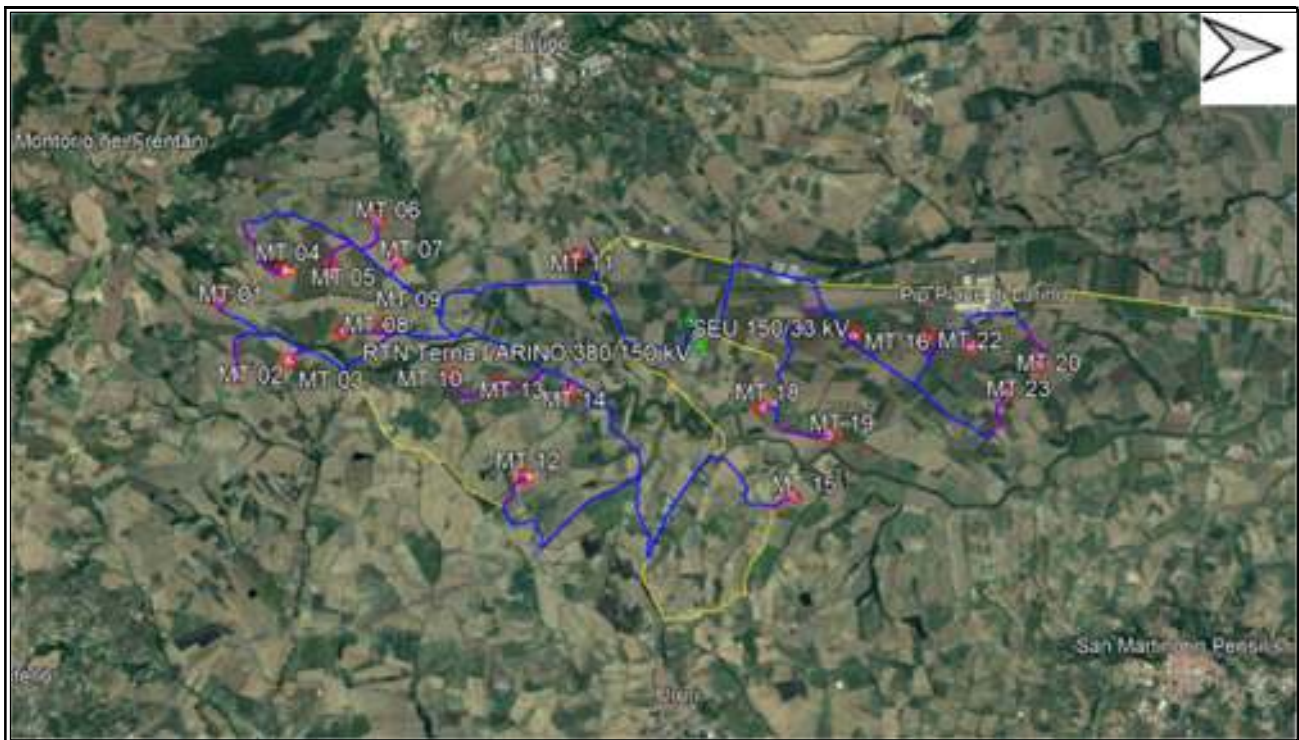 Montorio nei Frentani
MT 06
MT 04
MT 07
MT 05
MT 11
MT 01
MT 09
MT 08
SEU 150/33 kV
MT 16
MT 22
RTN Terna LARINO 380/150 kV
MT 02
MT 03
MT 10
MT 13
MT 14
MT 20
MT 23
MT 18
MT 19
MT 12
MT 15
San Martino in Pensilis